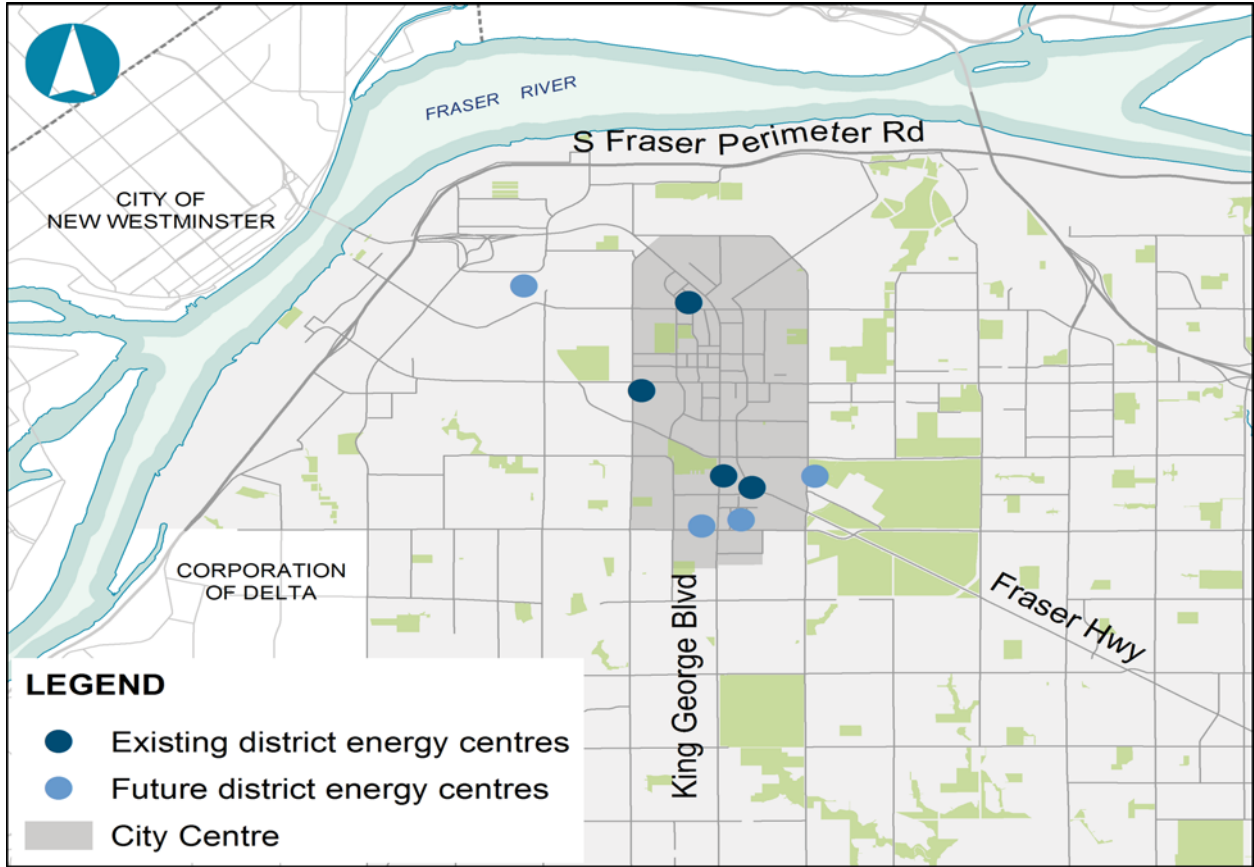 FRASER RIVER
S Fraser Perimeter Rd
CITY OF
NEW WESTMINSTER
CORPORATION
OF DELTA
King George Blvd
Fraser Hwy
LEGEND
Existing district energy centres
Future district energy centres
City Centre